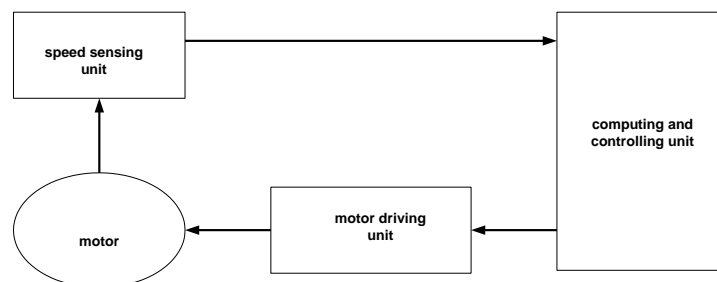 speed sensing
unit
computing and
controlling unit
motor driving
unit
motor